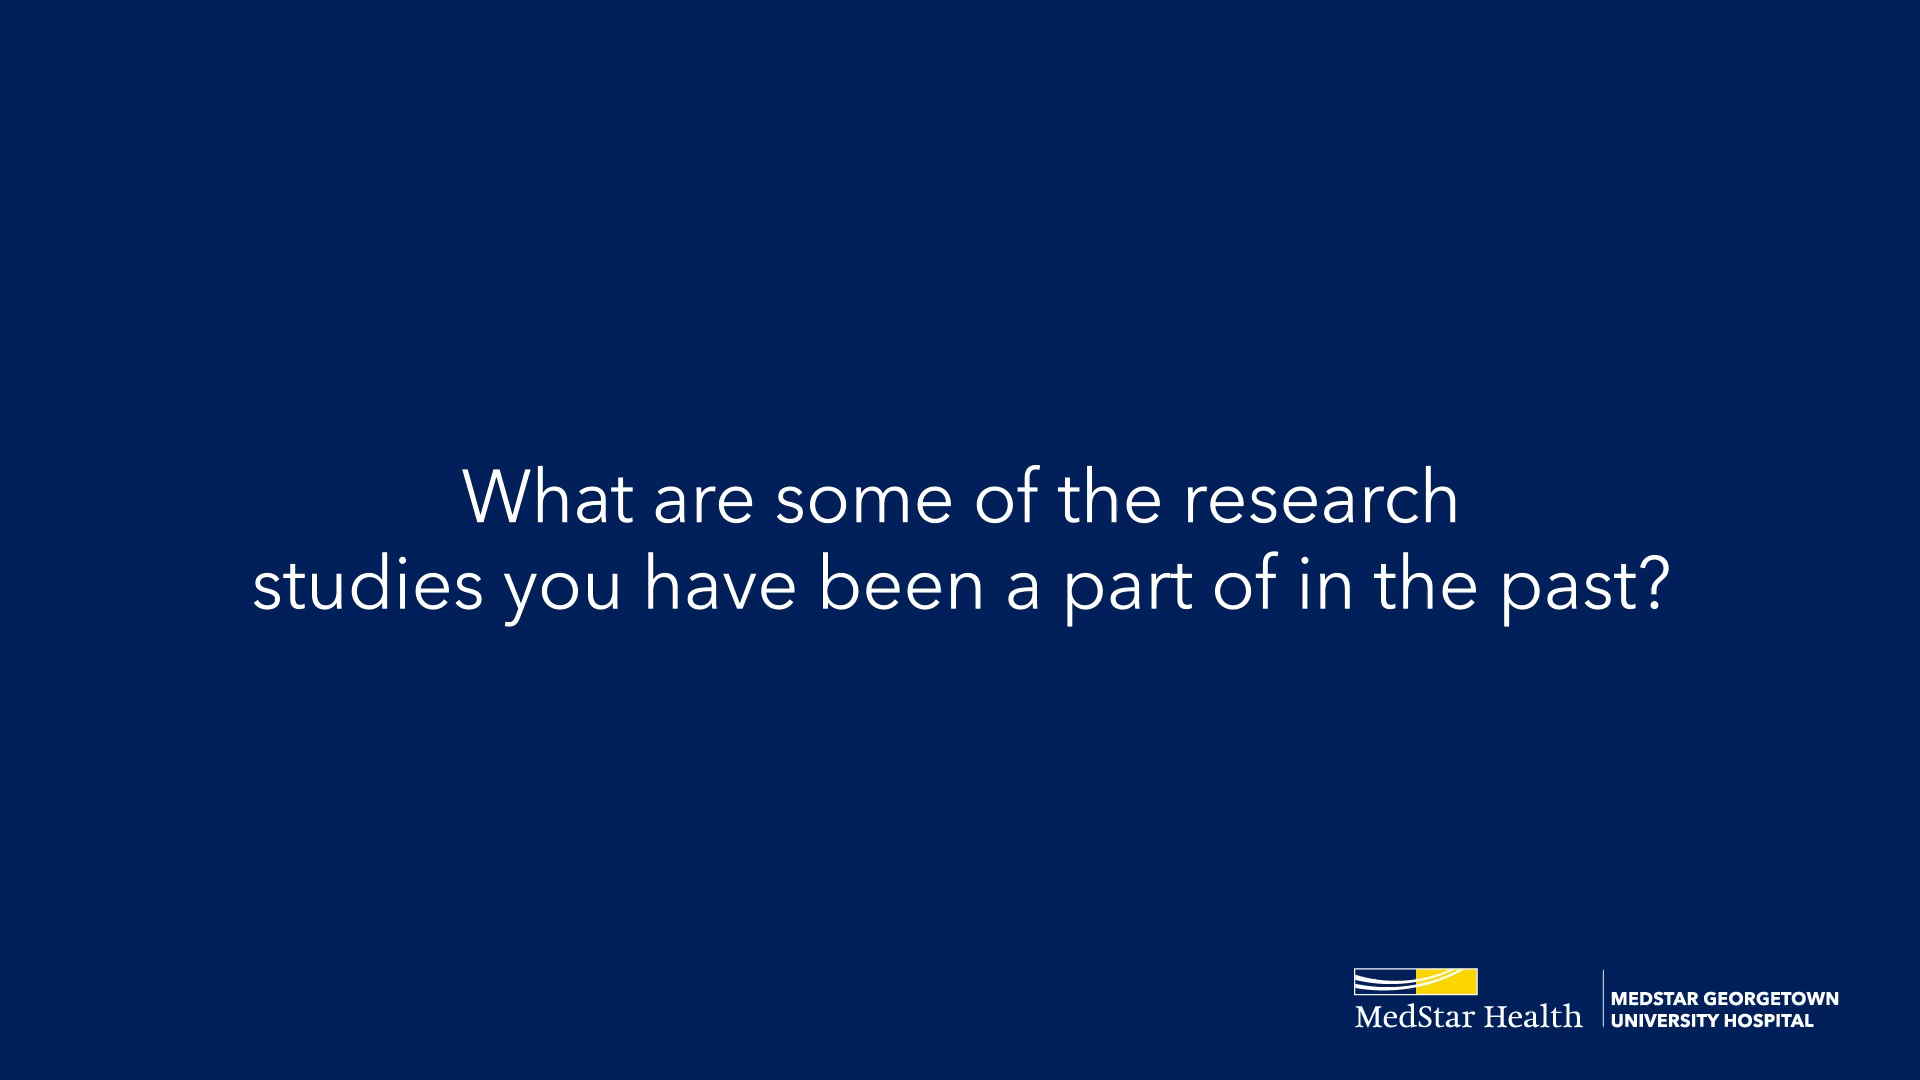 What are some of the research
studies you have been a part of in the past?
MedStar Health
MEDSTAR GEORGETOWN
UNIVERSITY HOSPITAL